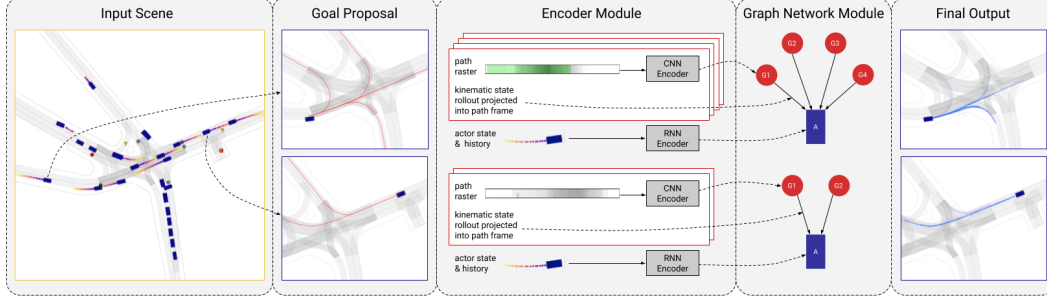 Input Scene
Goal Proposal
Encoder Module
Graph Network Module
Final Output
path
raster
CNN
Encoder
kinematic state
rollout projected
into path frame
actor state
& history
RNN
Encoder
G1
G2
G3
G4
A
path
raster
CNN
Encoder
kinematic state
rollout projected
into path frame
actor state
& history
RNN
Encoder
G1
G2
A